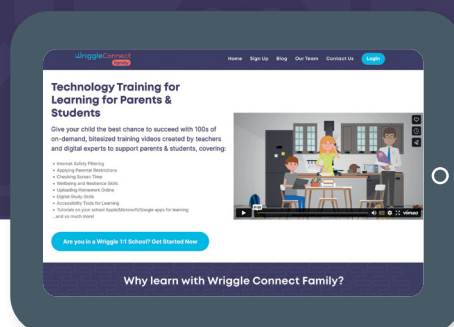 WriggleConnect
Family
Home Sign Up Blog Our Team Contact Us Login
Technology Training for
Learning for Parents &
Students
Give your child the best chance to succeed with 100s of
on-demand, bitesized training videos created by teachers
and digital experts to support parents & students, covering:
• Internet Safety Filtering
• Applying Parental Restrictions
• Checking Screen Time
• Wellbeing and Resilience Skills
• Uploading Homework Online
• Digital Study Skills
• Accessibility Tools for Learning
• Tutorials on your school Apple/Microsoft/Google apps for learning
...and so much more!
vimeo
Are you in a Wriggle 1:1 School? Get Started Now
Why learn with Wriggle Connect Family?